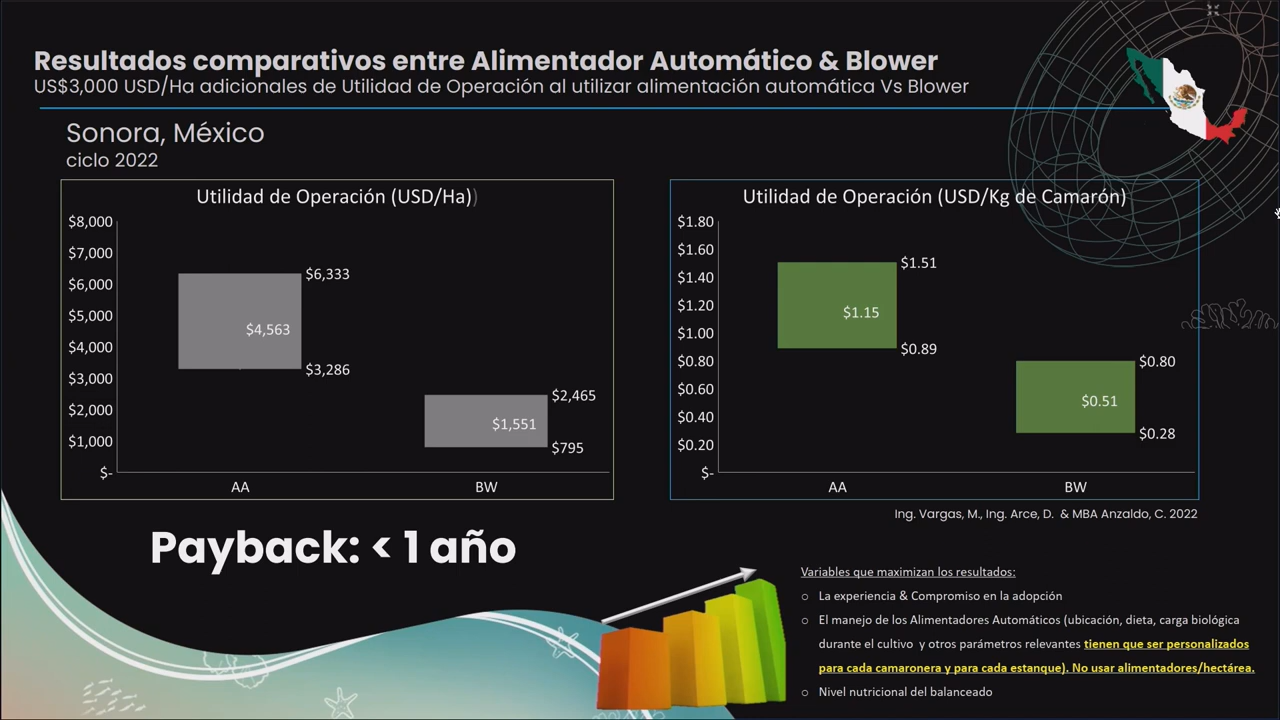 Resultados comparativos entre Alimentador Automático & Blower
US$3,000 USD/Ha adicionales de Utilidad de Operación al utilizar alimentación automática Vs Blower
Sonora, México
ciclo 2022
Utilidad de Operación (USD/Ha))
$8,000
$7,000
$6,000
$5,000
$4,000
$3,000
$2,000
$1,000
$-
$6,333
$4,563
$3,286
$2,465
$1,551
$795
AA
BW
Utilidad de Operación (USD/Kg de Camarón)
$1.80
$1.60
$1.40
$1.20
$1.00
$0.80
$0.60
$0.40
$0.20
$-
$1.51
$1.15
$0.89
$0.80
$0.51
$0.28
AA
BW
Ing. Vargas, M., Ing. Arce, D. & MBA Anzaldo, C. 2022
Payback: < 1 año
Variables que maximizan los resultados:
○ La experiencia & Compromiso en la adopción
○ El manejo de los Alimentadores Automáticos (ubicación, dieta, carga biológica
durante el cultivo y otros parámetros relevantes tienen que ser personalizados
para cada camaronera y para cada estanque). No usar alimentadores/hectárea.
○ Nivel nutricional del balanceado